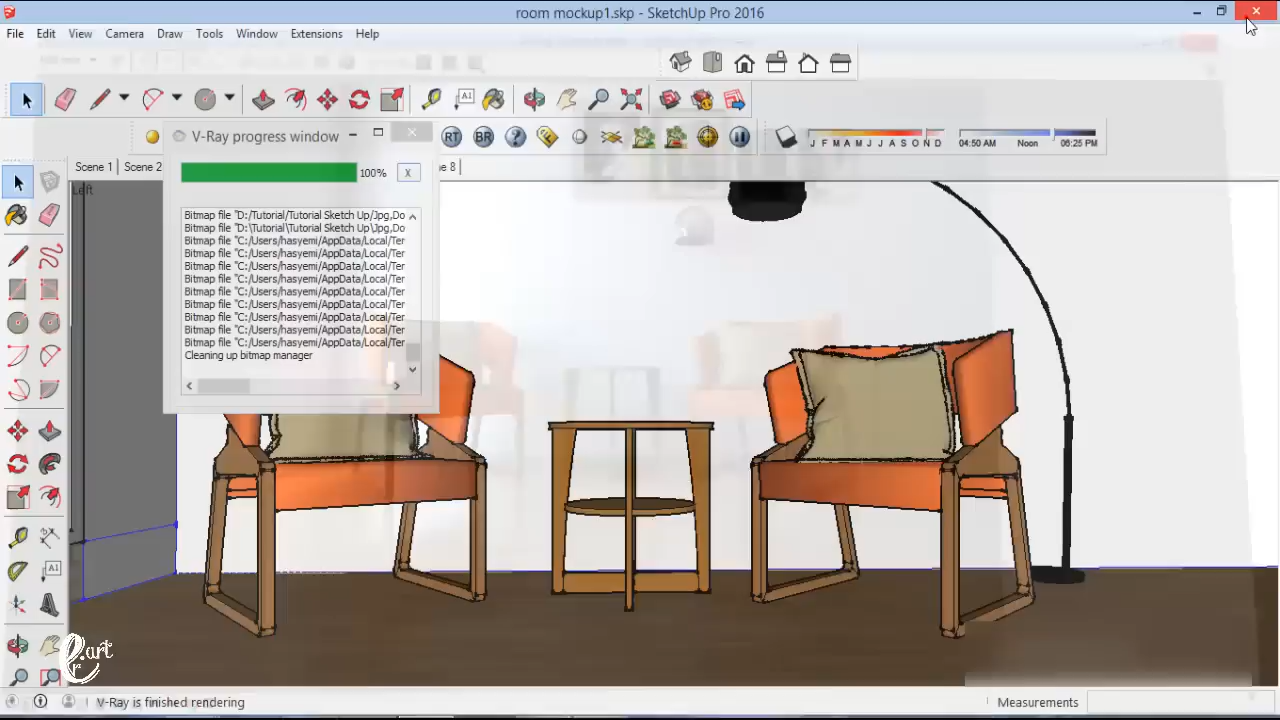 room mockup1.skp - SketchUp Pro 2016
File Edit View Camera Draw Tools Window Extensions Help
A1
RT BR
J F M A M J J A S O N D 04:50 AM Noon 06:25 PM
V-Ray progress window
Scene 1 Scene 2 ne 8
100% X
Left
Bitmap file "D:/Tutorial/Tutorial Sketch Up/Jpg,Do
Bitmap file "D:\Tutorial\Tutorial Sketch Up\Jpg,Do
Bitmap file "C:/Users/hasyemi/AppData/Local/Ter
Bitmap file "C:/Users/hasyemi/AppData/Local/Ter
Bitmap file "C:/Users/hasyemi/AppData/Local/Ter
Bitmap file "C:/Users/hasyemi/AppData/Local/Ter
Bitmap file "C:/Users/hasyemi/AppData/Local/Ter
Bitmap file "C:/Users/hasyemi/AppData/Local/Ter
Bitmap file "C:/Users/hasyemi/AppData/Local/Ter
Bitmap file "C:/Users/hasyemi/AppData/Local/Ter
Bitmap file "C:/Users/hasyemi/AppData/Local/Ter
Cleaning up bitmap manager
A1
art
V-Ray is finished rendering
Measurements